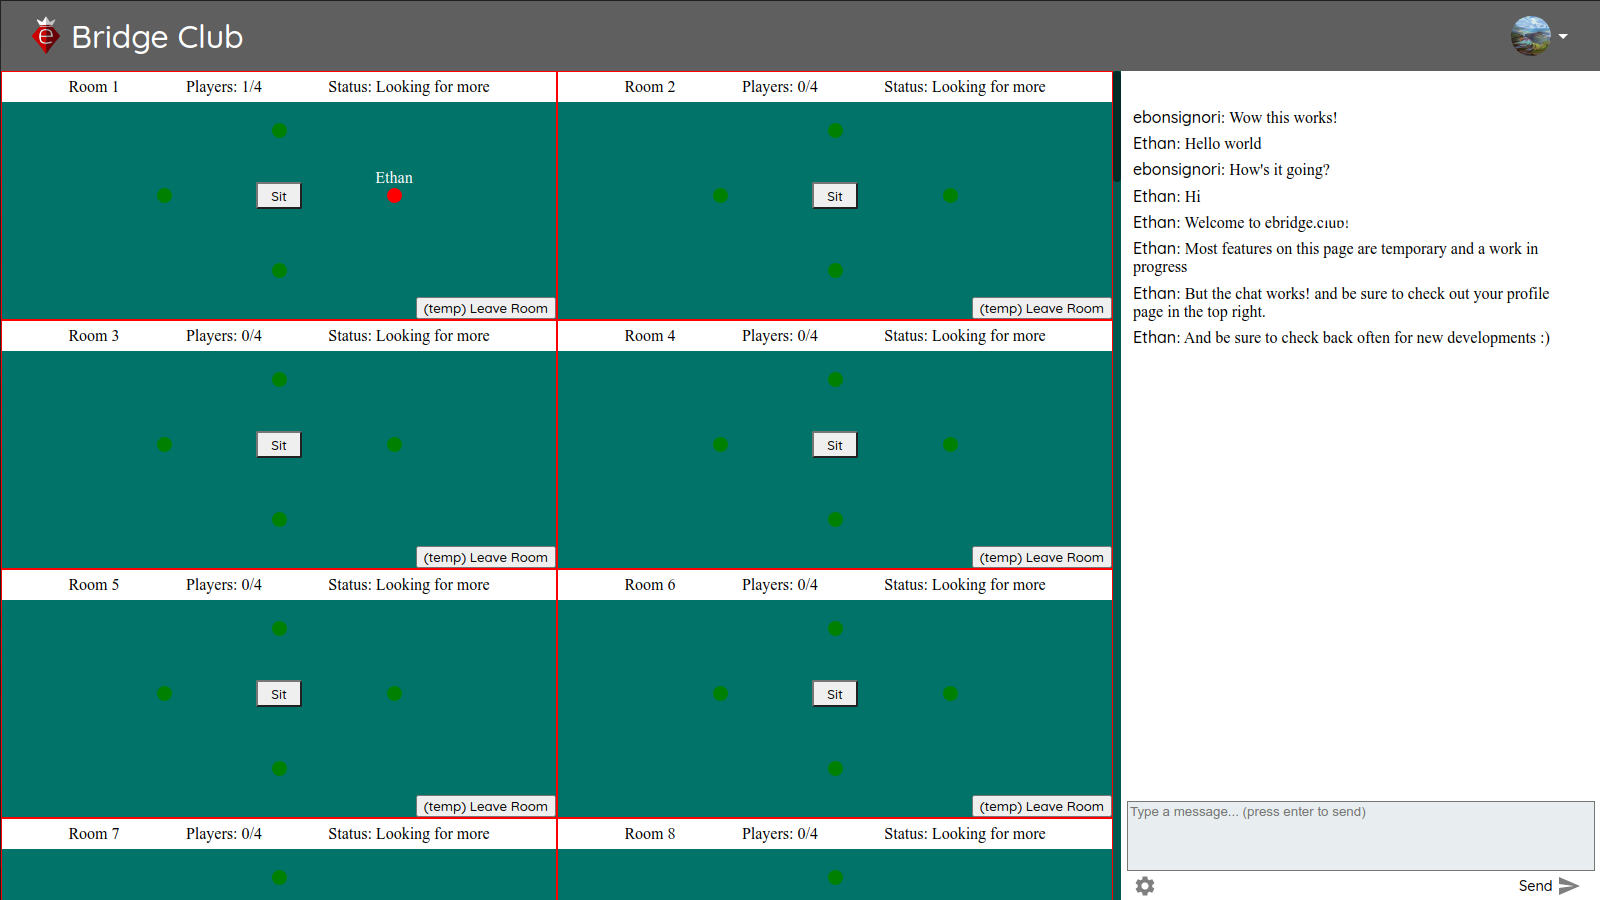 e Bridge Club
Room 1 Players: 1/4 Status: Looking for more
Ethan
Sit
(temp) Leave Room
Room 2 Players: 0/4 Status: Looking for more
Sit
(temp) Leave Room
Room 3 Players: 0/4 Status: Looking for more
Sit
(temp) Leave Room
Room 4 Players: 0/4 Status: Looking for more
Sit
(temp) Leave Room
Room 5 Players: 0/4 Status: Looking for more
Sit
(temp) Leave Room
Room 6 Players: 0/4 Status: Looking for more
Sit
(temp) Leave Room
Room 7 Players: 0/4 Status: Looking for more
Room 8 Players: 0/4 Status: Looking for more
ebonsignori: Wow this works!
Ethan: Hello world
ebonsignori: How's it going?
Ethan: Hi
Ethan: Welcome to ebridge.club!
Ethan: Most features on this page are temporary and a work in
progress
Ethan: But the chat works! and be sure to check out your profile
page in the top right.
Ethan: And be sure to check back often for new developments :)
Type a message... (press enter to send)
Send